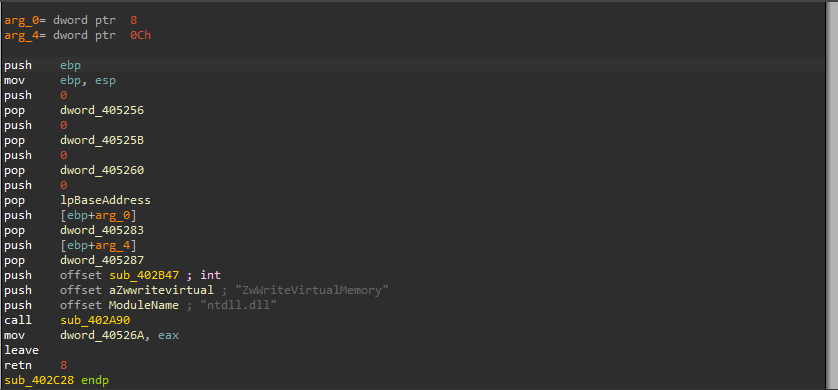 arg_0= dword ptr  8
arg_4= dword ptr  0Ch
push    ebp
mov     ebp, esp
push    0
pop     dword_405256
push    0
pop     dword_40525B
push    0
pop     dword_405260
push    0
pop     lpBaseAddress
push    [ebp+arg_0]
pop     dword_405283
push    [ebp+arg_4]
pop     dword_405287
push    offset sub_402B47 ; int
push    offset aZwwritevirtual ; "ZwWriteVirtualMemory"
push    offset ModuleName ; "ntdll.dll"
call    sub_402A90
mov     dword_40526A, eax
leave
retn    8
sub_402C28 endp